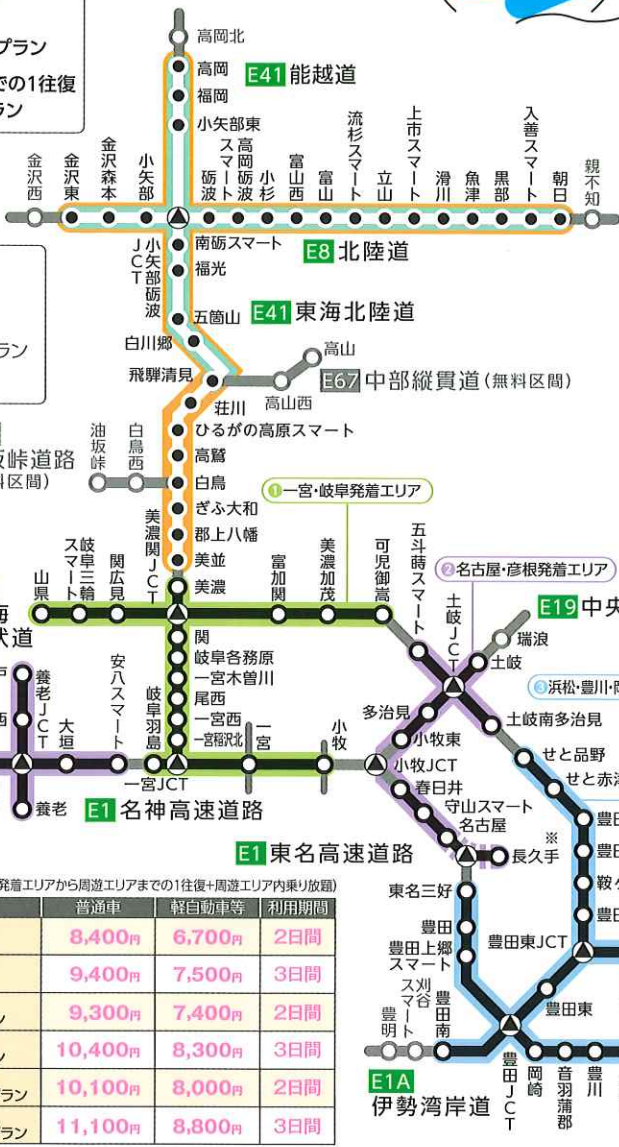 プラン
での1往復
ラン
高岡北
高岡
E41 能越道
福岡
小矢部東
金沢西
金沢東
金沢森本
小矢部
砺波
高岡砺波スマート
小杉
富山西
富山
流杉スマート
立山
上市スマート
滑川
魚津
黒部
入善スマート
朝日
親不知
小矢部砺波JCT
南砺スマート
E8 北陸道
福光
ラン
五箇山
E41 東海北陸道
白川郷
高山
飛騨清見
E67 中部縦貫道(無料区間)
高山西
荘川
ひるがの高原スマート
坂峠道路
料区間)
油坂峠
白鳥西
高鷲
白鳥
①一宮・岐阜発着エリア
ぎふ大和
郡上八幡
美並
美濃関JCT
美濃
山県
岐阜三輪スマート
関広見
富加関
美濃加茂
可児御嵩
五斗蒔スマート
②名古屋・彦根発着エリア
土岐JCT
E19 中央
瑞浪
土岐
海
状道
関
岐阜各務原
一宮木曽川
尾西
一宮西
一宮稲沢北
③浜松・豊川・岡
養老JCT
大垣
安八スマート
岐阜羽島
一宮
小牧
多治見
土岐南多治見
小牧東
小牧JCT
せと品野
せと赤津
一宮JCT
春日井
守山スマート
名古屋
養老
E1 名神高速道路
E1 東名高速道路
※
長久手
豊田
豊田
鞍ケ
豊田
発着エリアから周遊エリアまでの1往復+周遊エリア内乗り放題)
普通車 軽自動車等 利用期間
8,400円 6,700円 2日間
9,400円 7,500円 3日間
9,300円 7,400円 2日間
10,400円 8,300円 3日間
プラン 10,100円 8,000円 2日間
プラン 11,100円 8,800円 3日間
東名三好
豊田
豊田上郷スマート
豊田東JCT
豊田東
豊明
刈谷スマート
豊田南
E1A
伊勢湾岸道
豊田JCT
岡崎
音羽蒲郡
豊川